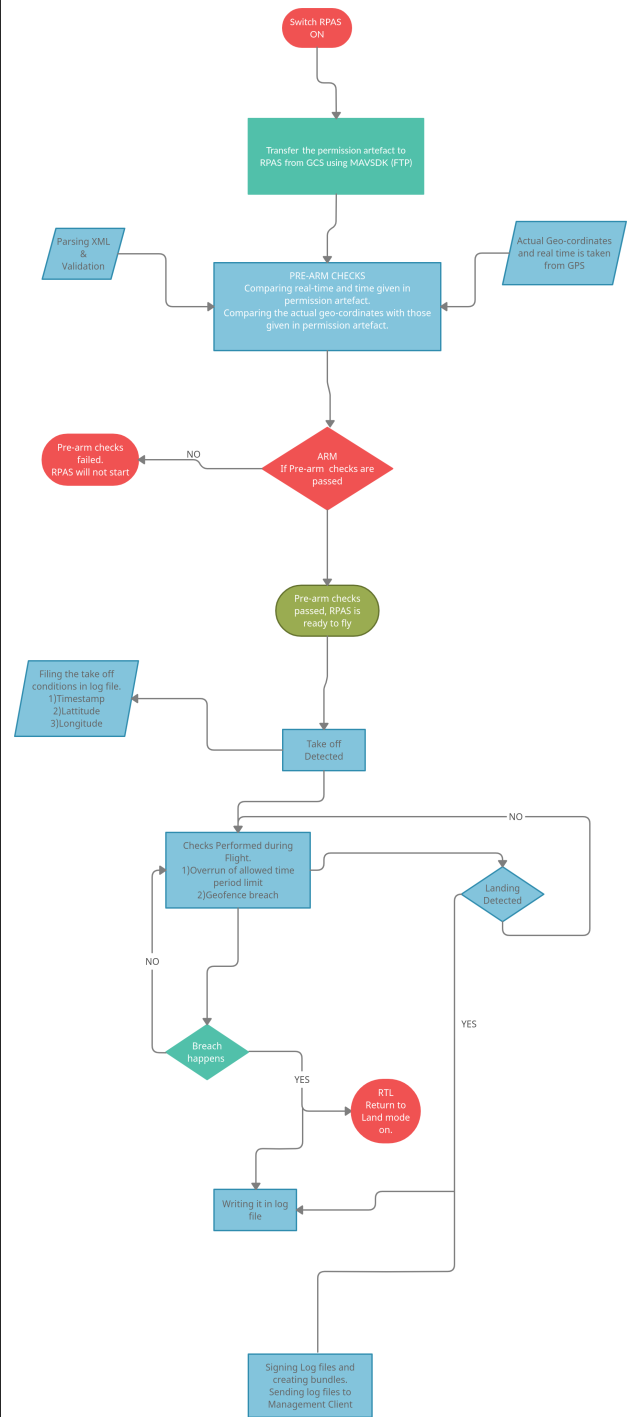 Switch RPAS
ON
Transfer the permission artefact to
RPAS from GCS using MAVSDK (FTP)
Parsing XML
&
Validation
Actual Geo-cordinates
and real time is taken
from GPS
PRE-ARM CHECKS
Comparing real-time and time given in
permission artefact.
Comparing the actual geo-cordinates with those
given in permission artefact.
Pre-arm checks
failed.
RPAS will not start
NO
ARM
If Pre-arm checks are
passed
Pre-arm checks
passed, RPAS is
ready to fly
Filing the take off
conditions in log file.
1)Timestamp
2)Lattitude
3)Longitude
Take off
Detected
NO
Checks Performed during
Flight.
1)Overrun of allowed time
period limit
2)Geofence breach
Landing
Detected
NO
YES
Breach
happens
YES
RTL
Return to
Land mode
on.
Writing it in log
file
Signing Log files and
creating bundles.
Sending log files to
Management Client